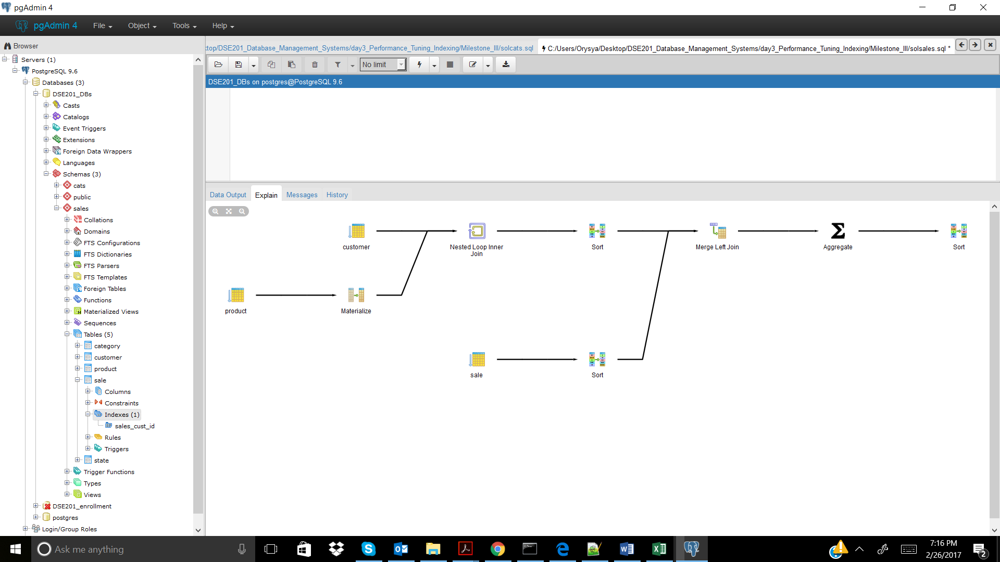 pgAdmin 4
pgAdmin 4 File Object Tools Help
Browser
Servers (1)
PostgreSQL 9.6
Databases (3)
DSE201_DBs
Casts
Catalogs
Event Triggers
Extensions
Foreign Data Wrappers
Languages
Schemas (3)
cats
public
sales
Collations
Domains
FTS Configurations
FTS Dictionaries
FTS Parsers
FTS Templates
Foreign Tables
Functions
Materialized Views
Sequences
Tables (5)
category
customer
product
sale
Columns
Constraints
Indexes (1)
sales_cust_id
Rules
Triggers
state
Trigger Functions
Types
Views
DSE201_enrollment
postgres
Login/Group Roles
ktop/DSE201_Database_Management_Systems/day3_Performance_Tuning_Indexing/Milestone_III/solcats.sql
C:/Users/Orysya/Desktop/DSE201_Database_Management_Systems/day3_Performance_Tuning_Indexing/Milestone_III/solsales.sql *
No limit
DSE201_DBs on postgres@PostgreSQL 9.6
Data Output Explain Messages History
customer
Nested Loop Inner
Join
Sort
Merge Left Join
Aggregate
Sort
product
Materialize
sale
Sort
Ask me anything
7:16 PM
2/26/2017
2